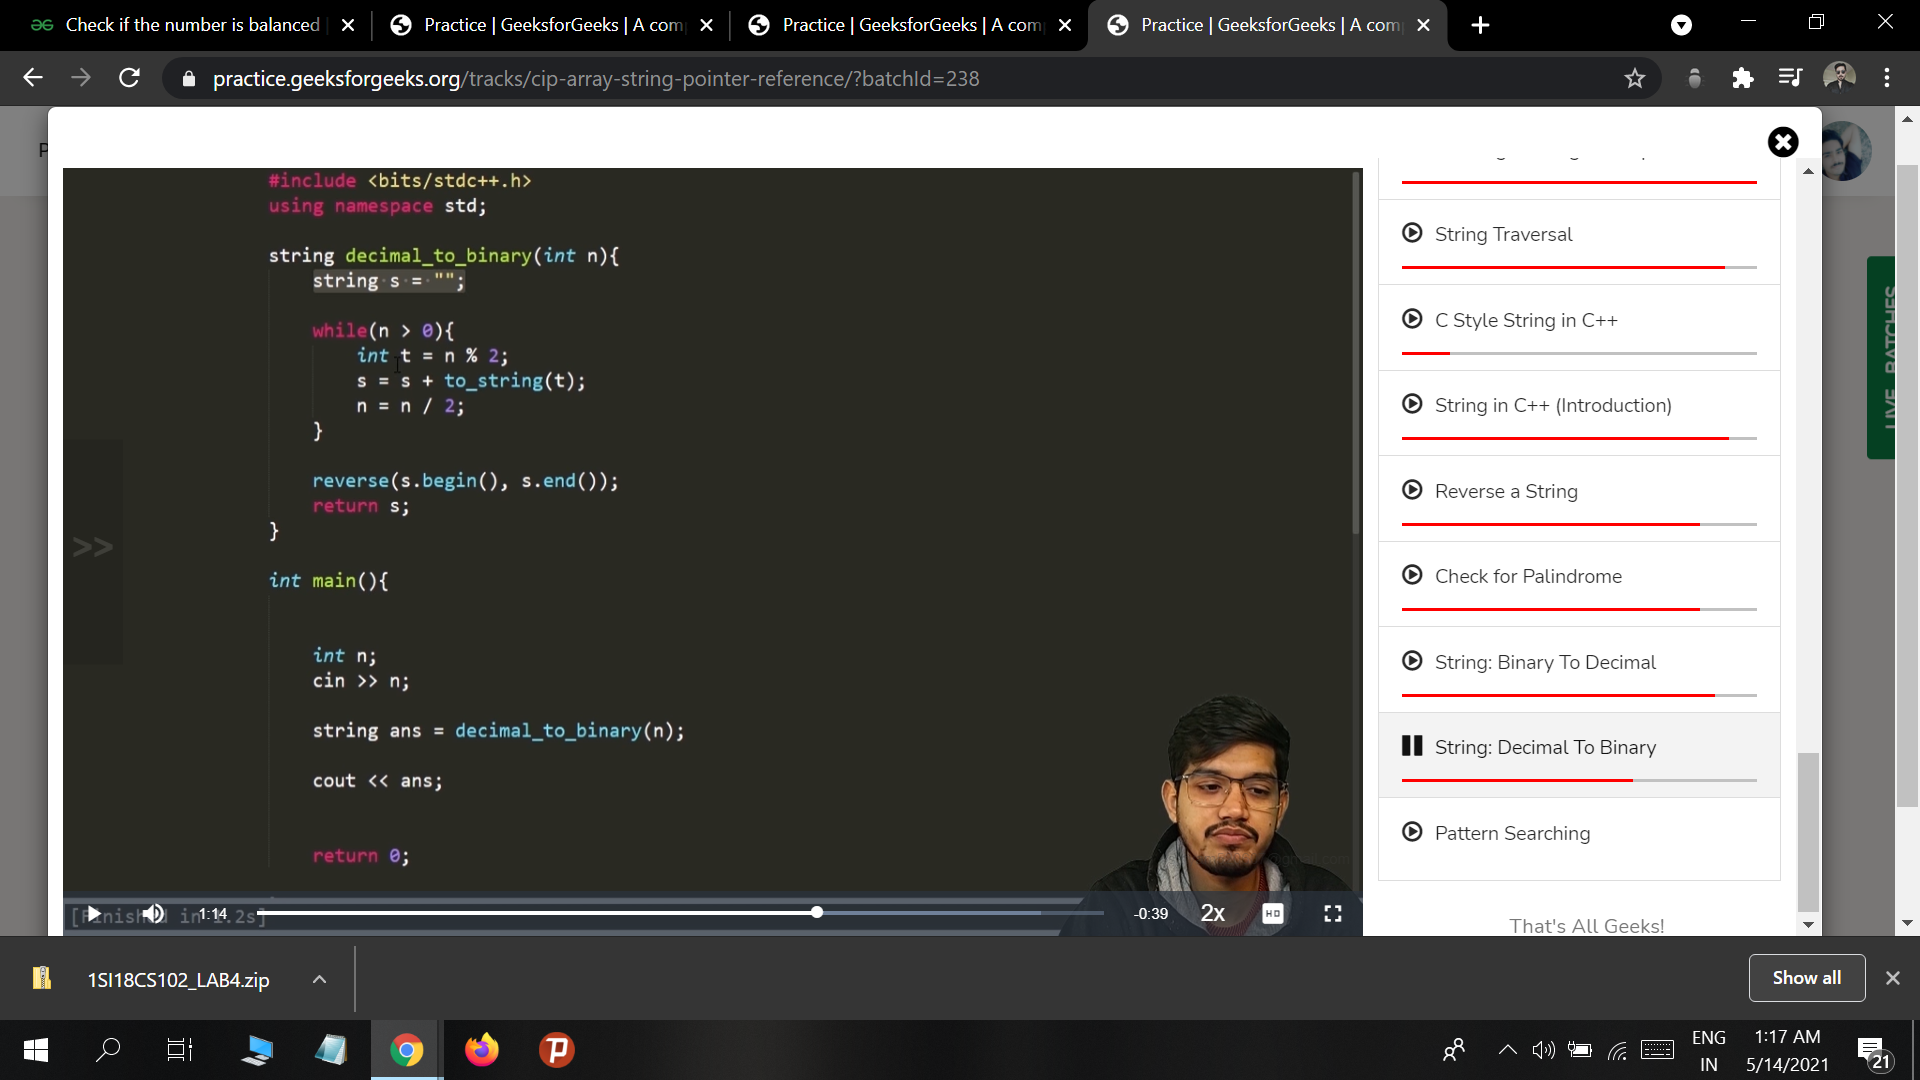 Check if the number is balanced
Practice | GeeksforGeeks | A com
Practice | GeeksforGeeks | A com
Practice | GeeksforGeeks | A com
practice.geeksforgeeks.org/tracks/cip-array-string-pointer-reference/?batchId=238
#include <bits/stdc++.h>
using namespace std;
string decimal_to_binary(int n){
string s = "";
while(n > 0){
int t = n % 2;
s = s + to_string(t);
n = n / 2;
}
reverse(s.begin(), s.end());
return s;
}
>>
int main(){
int n;
cin >> n;
string ans = decimal_to_binary(n);
cout << ans;
return 0;
[Finished in 1.2s]
1:14
-0:39
2x
HD
String Traversal
C Style String in C++
String in C++ (Introduction)
Reverse a String
Check for Palindrome
String: Binary To Decimal
String: Decimal To Binary
Pattern Searching
That's All Geeks!
LIVE BATCHES
1SI18CS102_LAB4.zip
Show all
ENG
IN
1:17 AM
5/14/2021
21